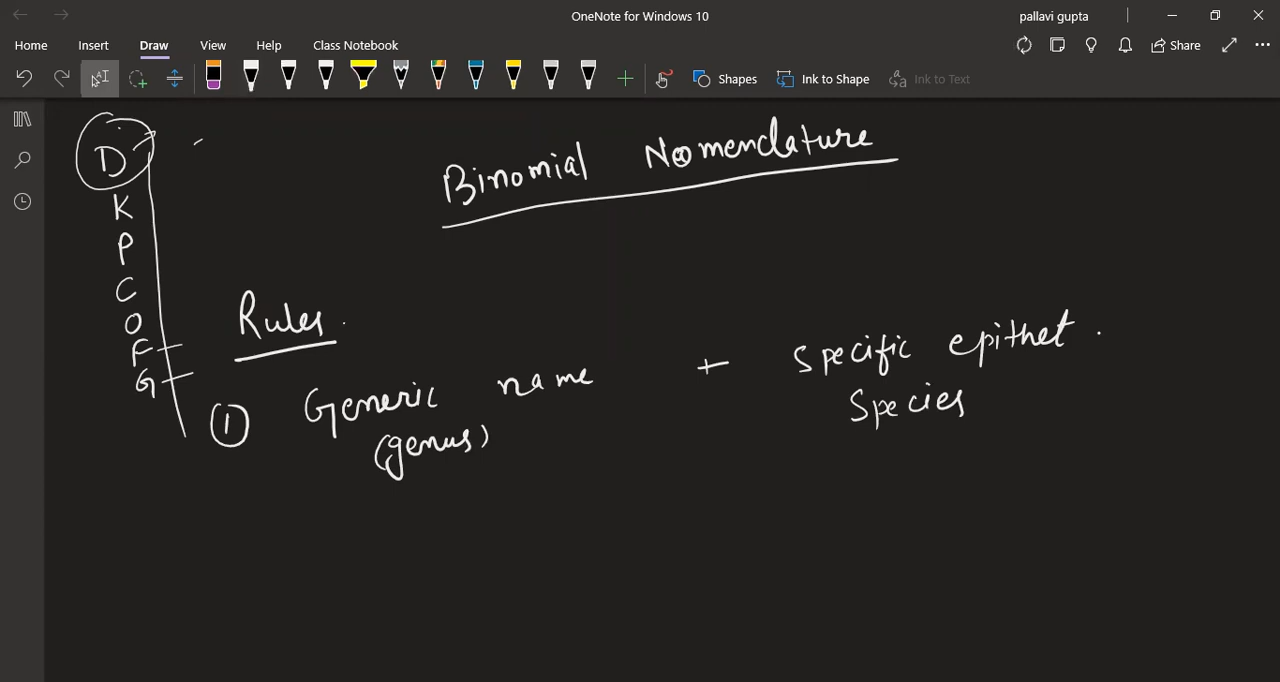 OneNote for Windows 10
pallavi gupta
Home Insert Draw View Help Class Notebook
Share
Shapes Ink to Shape Ink to Text
D
K
P
C
O
F
G
Binomial Nomenclature
Rules.
① Generic name + Specific epithet.
(genus) Species